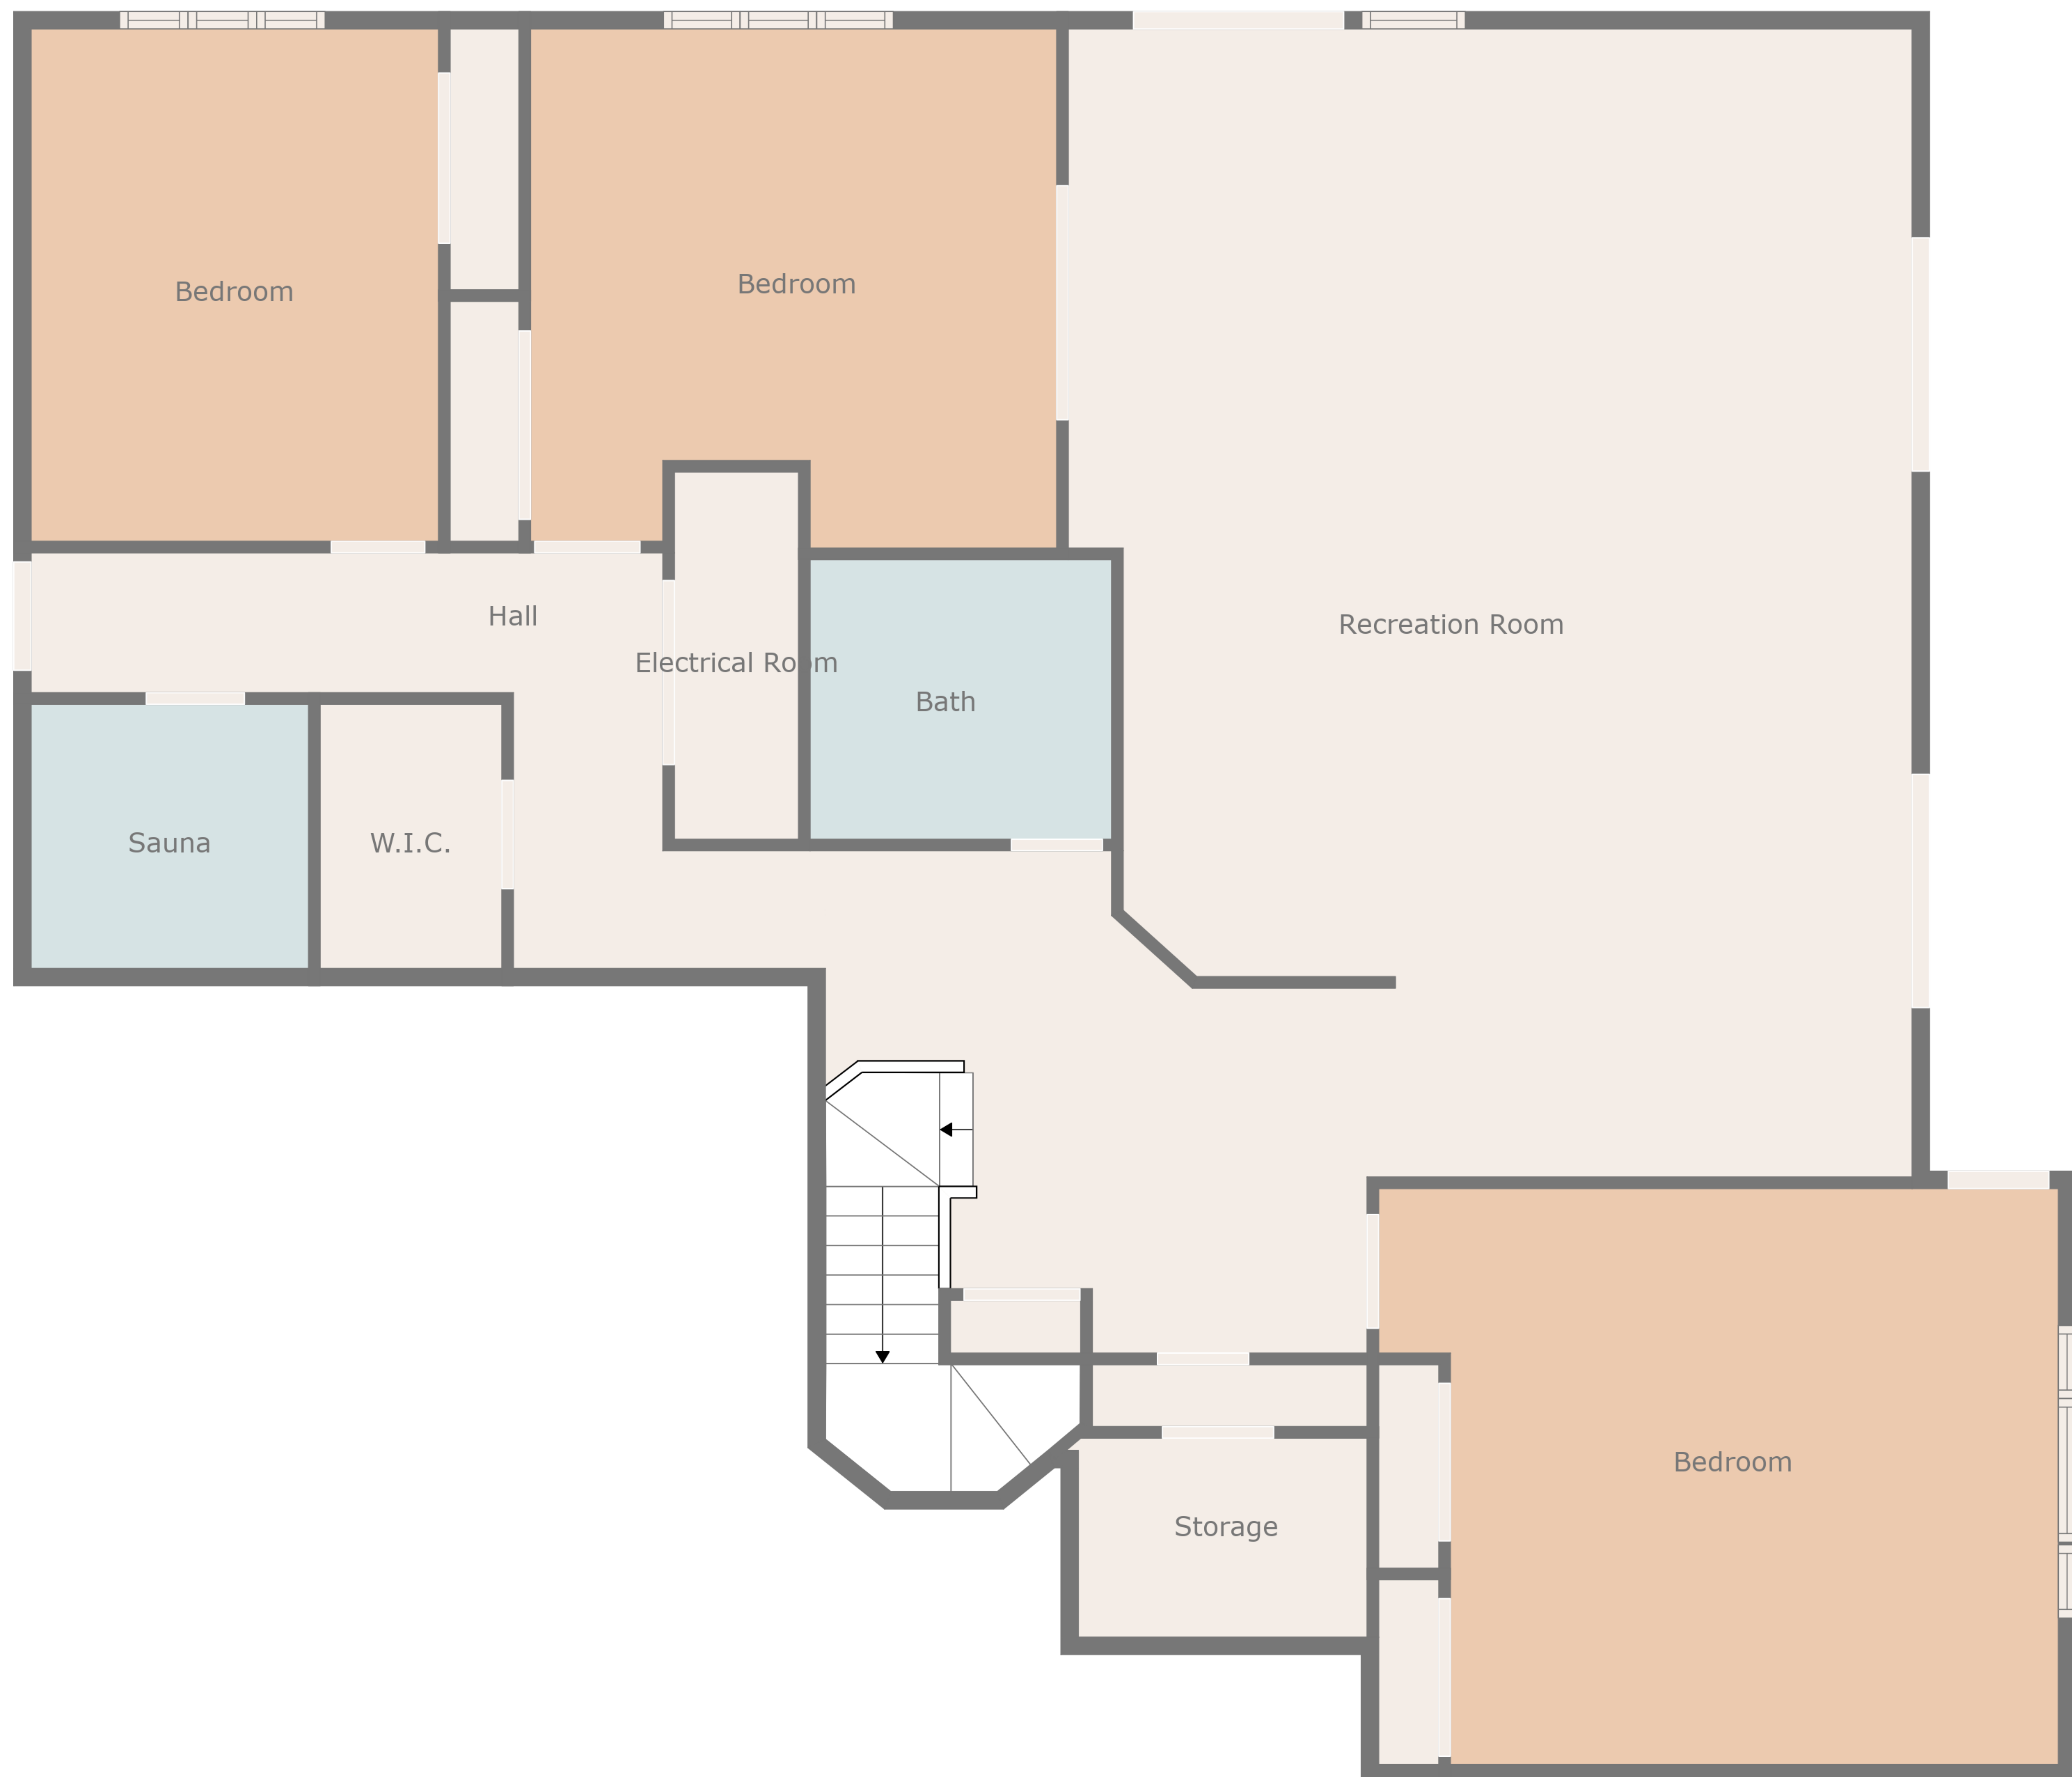 Bedroom
Bedroom
Hall
Recreation Room
Electrical Room
Bath
Sauna
W.I.C.
Bedroom
Storage